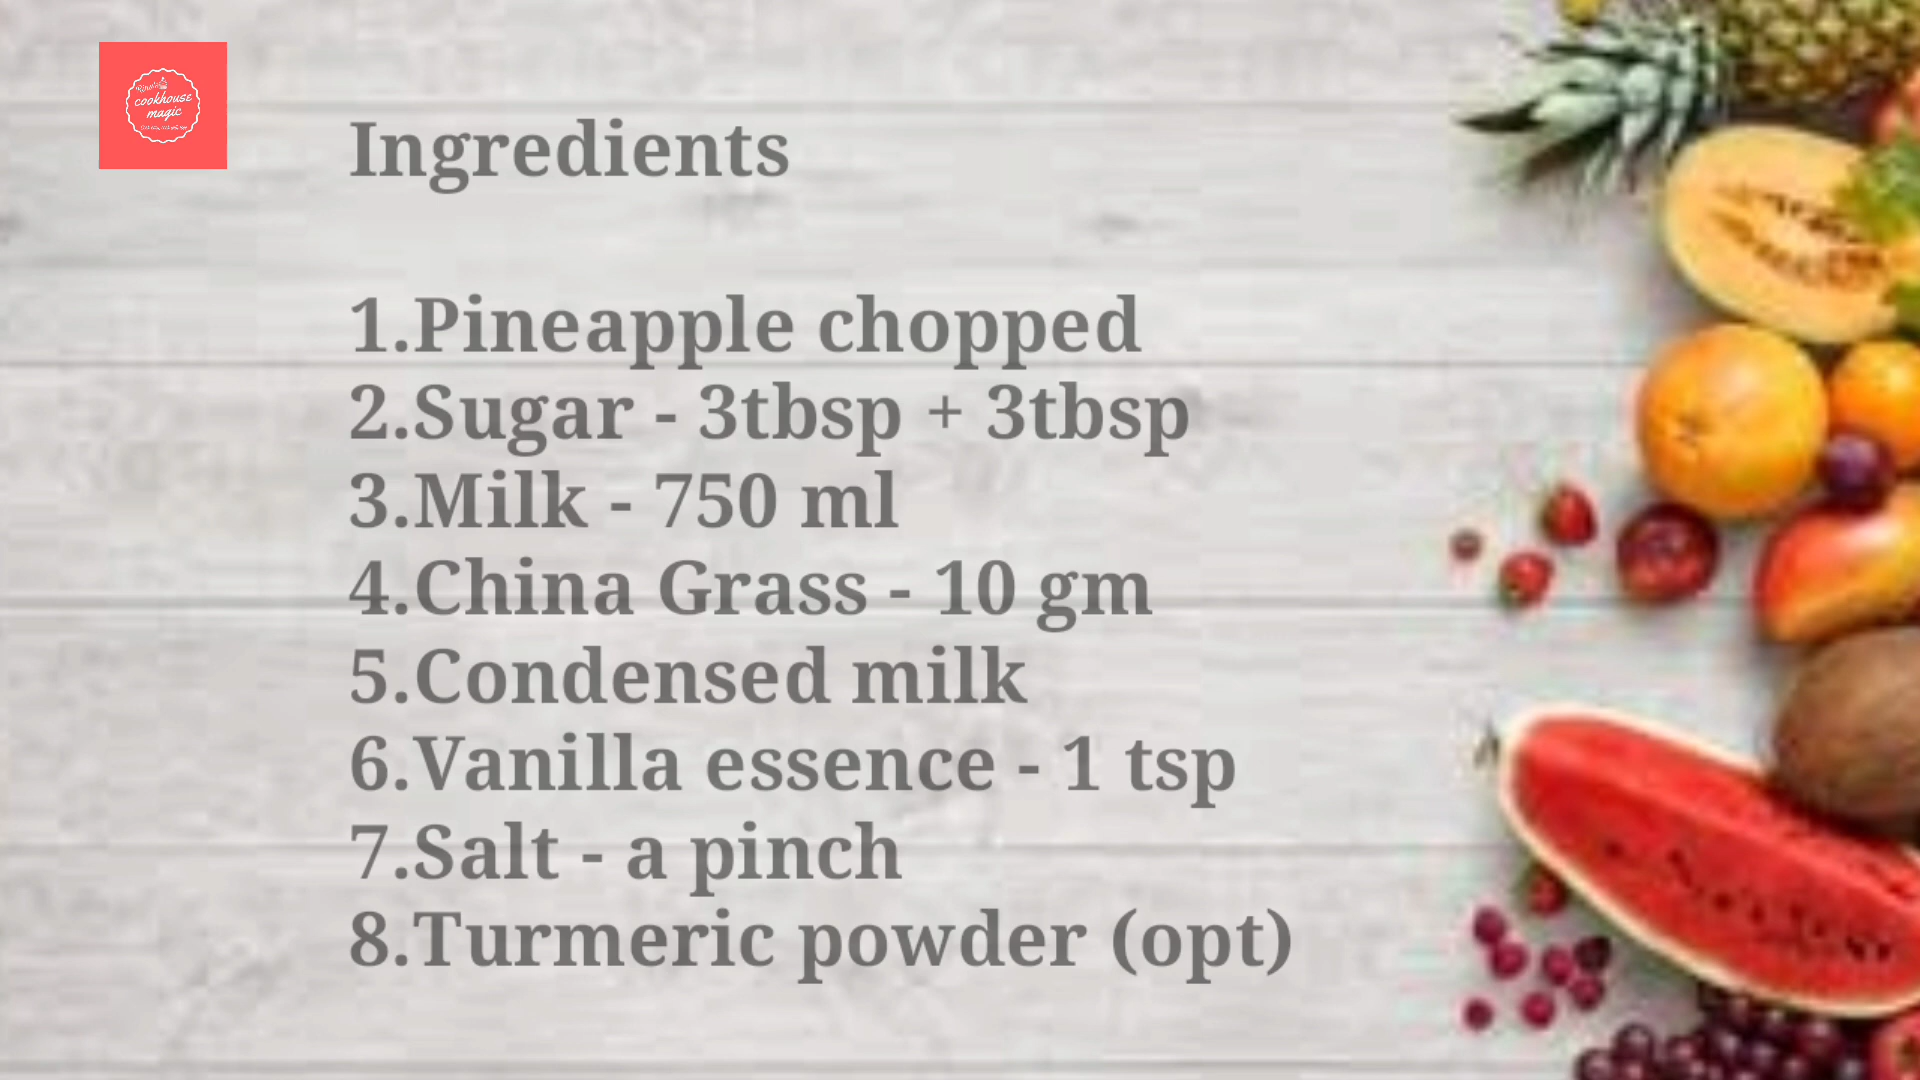 cookhouse
magic
Ingredients
1.Pineapple chopped
2.Sugar - 3tbsp + 3tbsp
3.Milk - 750 ml
4.China Grass - 10 gm
5.Condensed milk
6.Vanilla essence - 1 tsp
7.Salt - a pinch
8.Turmeric powder (opt)